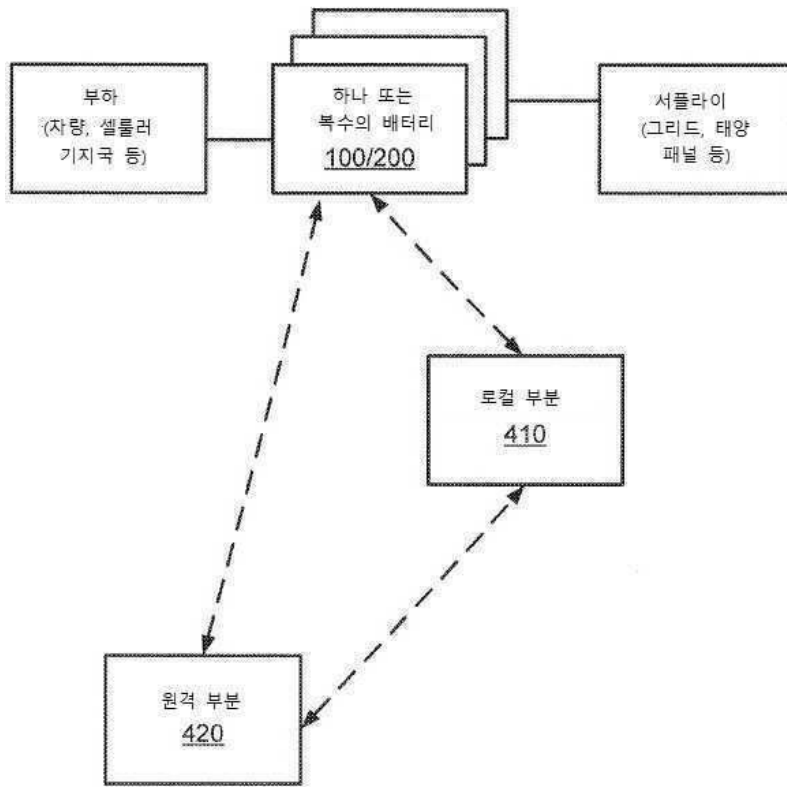 부하
(자량, 셀룰러
기지국 등)
하나 또는
복수의 배터리
100/200
서플라이
(그리드, 태양
패널 등)
로컬 부분
410
원격 부분
420